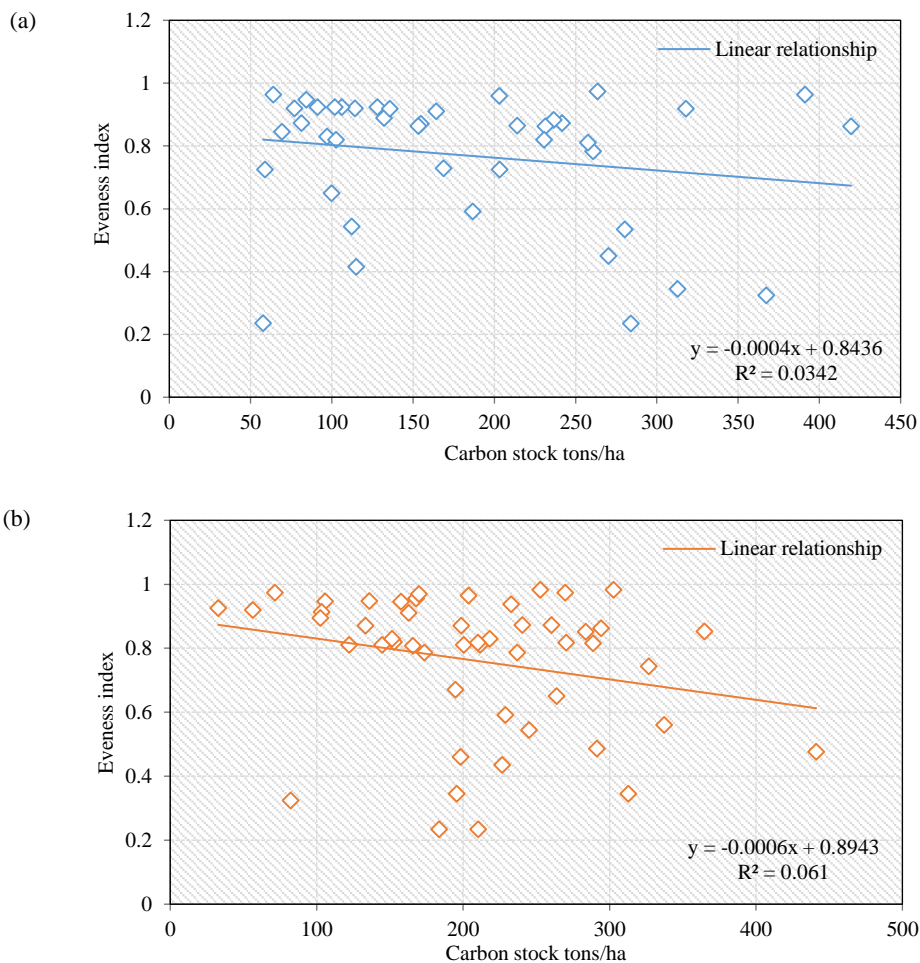 (a)
1.2
1
0.8
0.6
0.4
0.2
0
Eveness index
Linear relationship
y = -0.0004x + 0.8436
R² = 0.0342
0 50 100 150 200 250 300 350 400 450
Carbon stock tons/ha
(b)
1.2
1
0.8
0.6
0.4
0.2
0
Eveness index
Linear relationship
y = -0.0006x + 0.8943
R² = 0.061
0 100 200 300 400 500
Carbon stock tons/ha